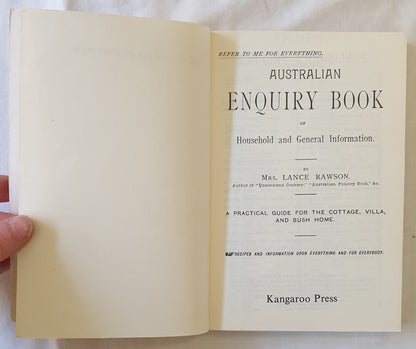 REFER TO ME FOR EVERYTHING.
AUSTRALIAN
ENQUIRY BOOK
OF
Household and General Information.
BY
MRS. LANCE RAWSON,
Author of "Queensland Cookery," "Australian Poultry Book," &c.
A PRACTICAL GUIDE FOR THE COTTAGE, VILLA,
AND BUSH HOME.
RECIPES AND INFORMATION UPON EVERYTHING AND FOR EVERYBODY.
Kangaroo Press